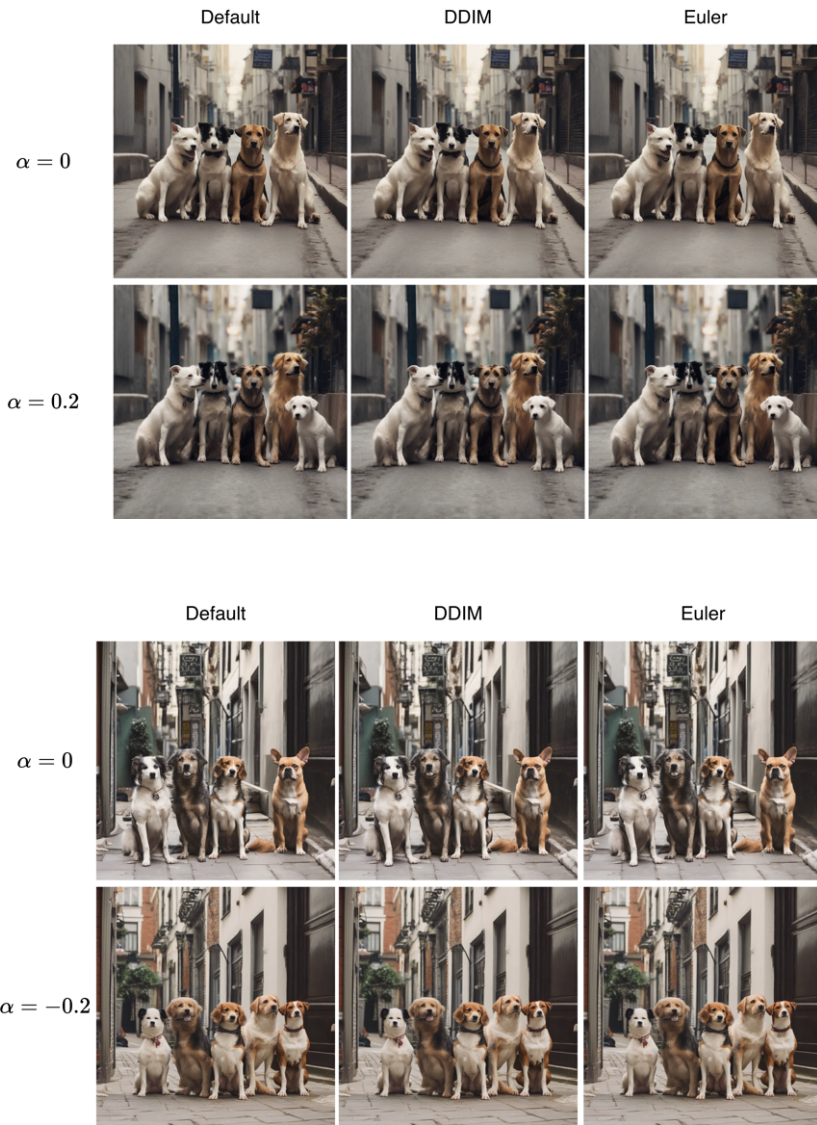 Default DDIM Euler
α = 0
α = 0.2
Default DDIM Euler
α = 0
α = −0.2